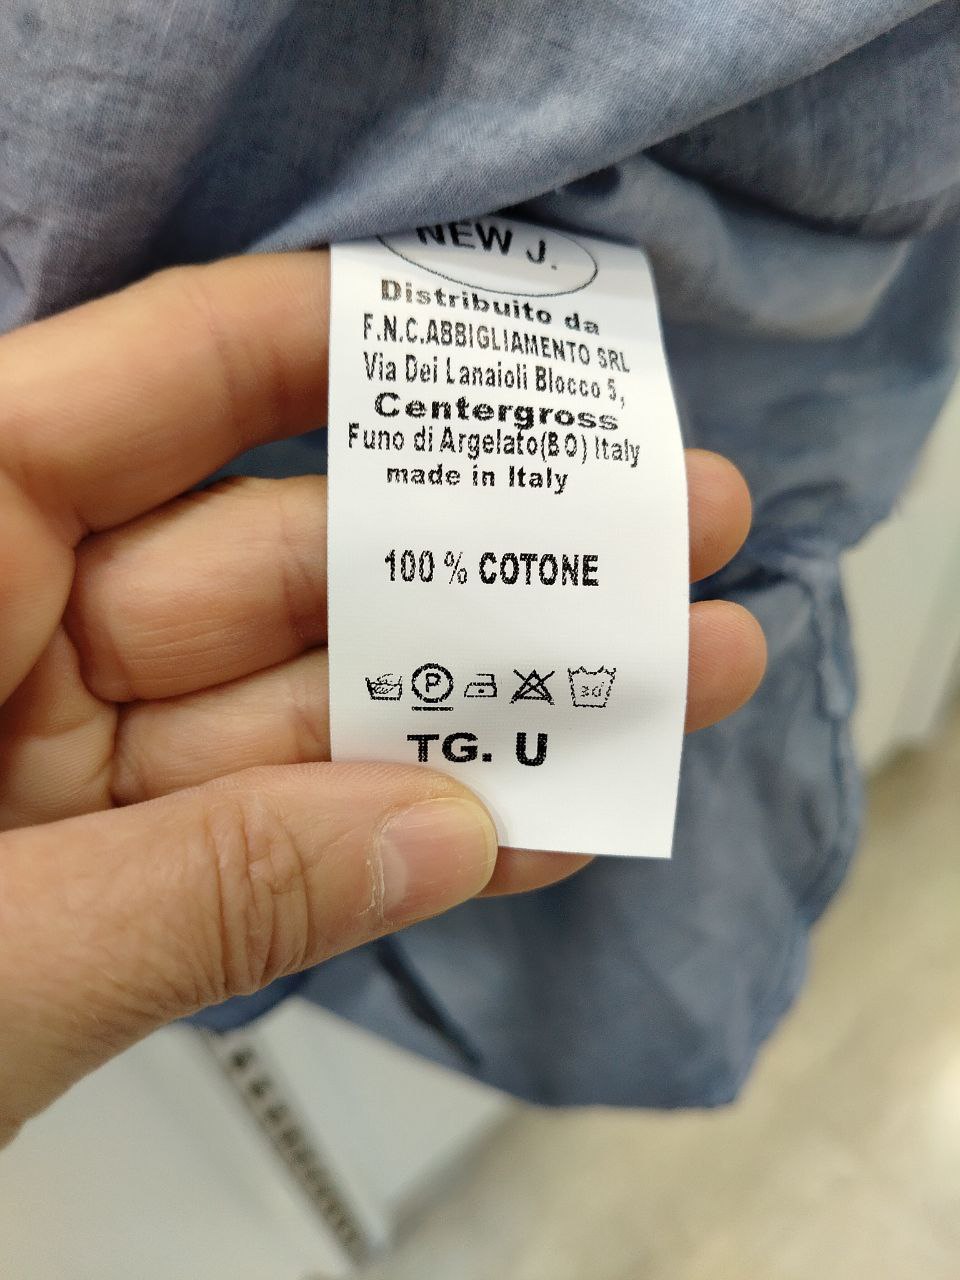 NEW J.
Distribuito da
F.N.C.ABBIGLIAMENTO SRL
Via Dei Lanaioli Blocco 5,
Centergross
Funo di Argelato(BO) Italy
made in Italy
100 % COTONE
P
30
TG. U